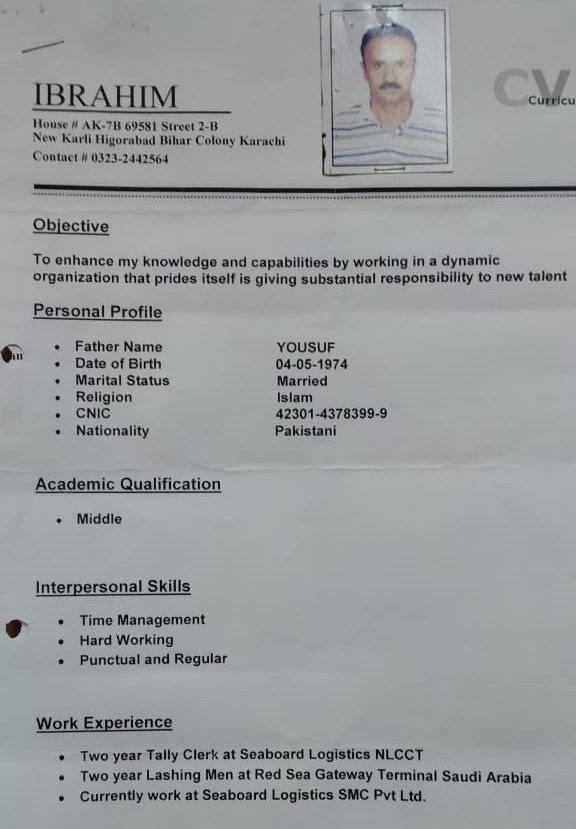 CV
Curricu
IBRAHIM
House # AK-7B 69581 Street 2-B
New Karli Higorabad Bihar Colony Karachi
Contact # 0323-2442564
Objective
To enhance my knowledge and capabilities by working in a dynamic
organization that prides itself is giving substantial responsibility to new talent
Personal Profile
• Father Name YOUSUF
• Date of Birth 04-05-1974
• Marital Status Married
• Religion Islam
• CNIC 42301-4378399-9
• Nationality Pakistani
Academic Qualification
• Middle
Interpersonal Skills
• Time Management
• Hard Working
• Punctual and Regular
Work Experience
• Two year Tally Clerk at Seaboard Logistics NLCCT
• Two year Lashing Men at Red Sea Gateway Terminal Saudi Arabia
• Currently work at Seaboard Logistics SMC Pvt Ltd.